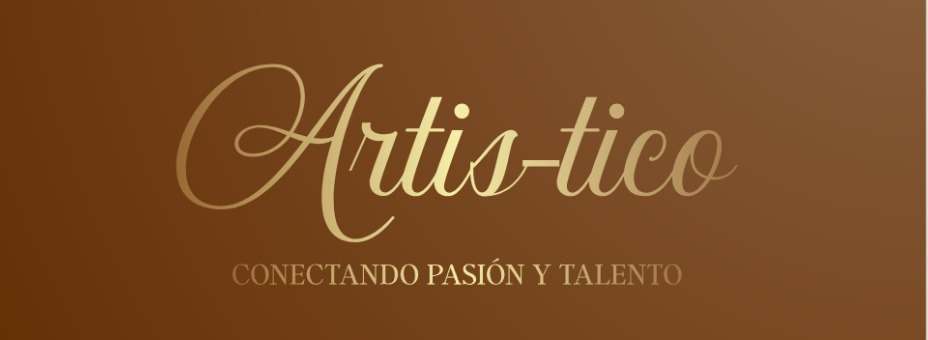 Artis-tico
CONECTANDO PASIÓN Y TALENTO